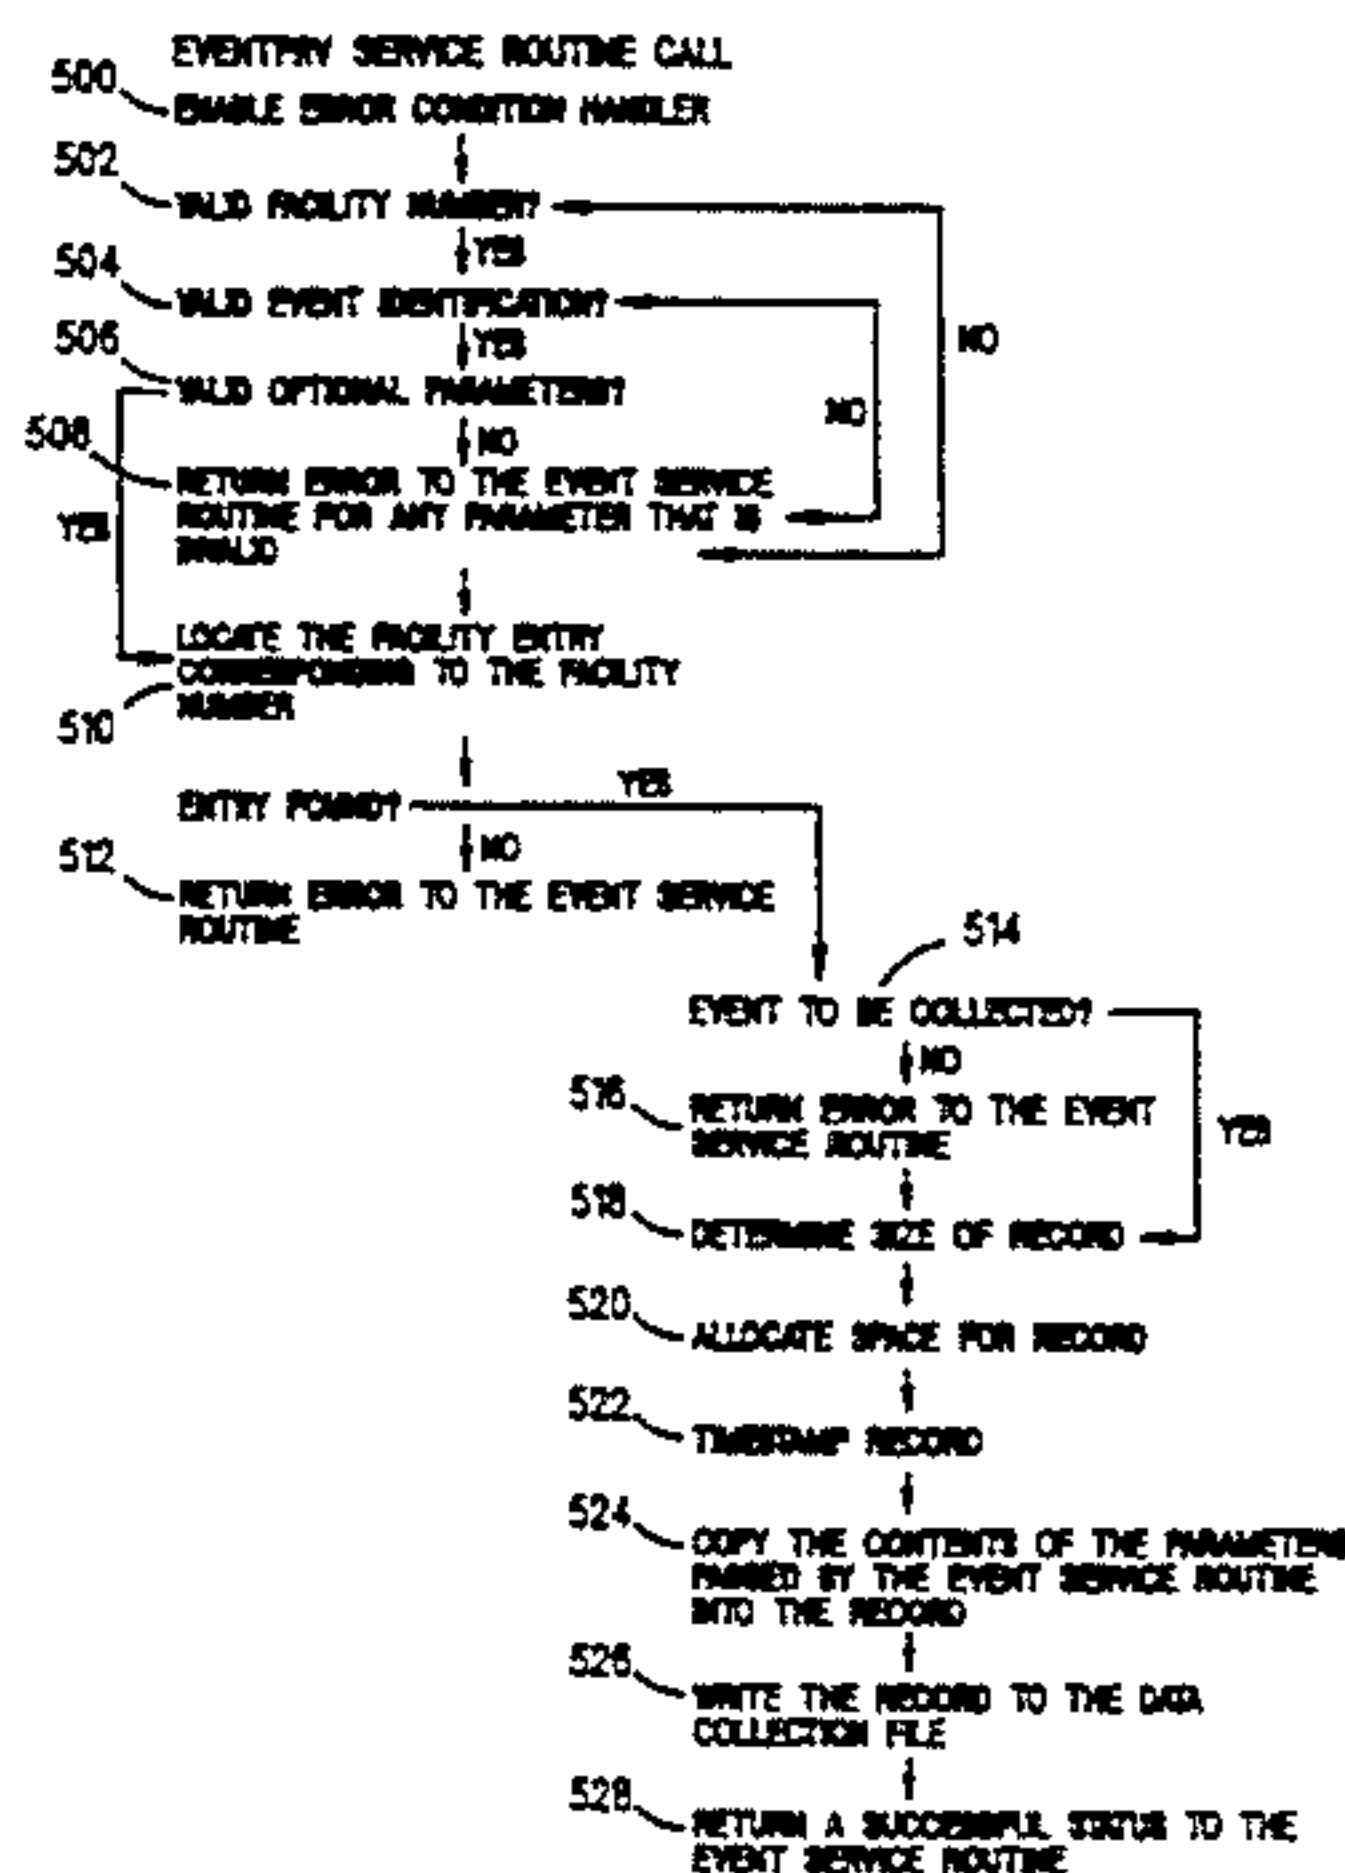 EVENTPRV SERVICE ROUTINE CALL
500
ENABLE ERROR CONDITION HANDLER
502
VALID FACILITY NUMBER?
YES
504
VALID EVENT IDENTIFICATION?
NO
YES
506
VALID OPTIONAL PARAMETERS?
NO
NO
508
RETURN ERROR TO THE EVENT SERVICE
ROUTINE FOR ANY PARAMETER THAT IS
INVALID
YES
LOCATE THE FACILITY ENTRY
CORRESPONDING TO THE FACILITY
NUMBER
510
YES
ENTRY FOUND?
NO
512
RETURN ERROR TO THE EVENT SERVICE
ROUTINE
514
EVENT TO BE COLLECTED?
NO
516
RETURN ERROR TO THE EVENT
SERVICE ROUTINE
YES
518
DETERMINE SIZE OF RECORD
520
ALLOCATE SPACE FOR RECORD
522
TIMESTAMP RECORD
524
COPY THE CONTENTS OF THE PARAMETERS
PASSED BY THE EVENT SERVICE ROUTINE
INTO THE RECORD
526
WRITE THE RECORD TO THE DATA
COLLECTION FILE
528
RETURN A SUCCESSFUL STATUS TO THE
EVENT SERVICE ROUTINE